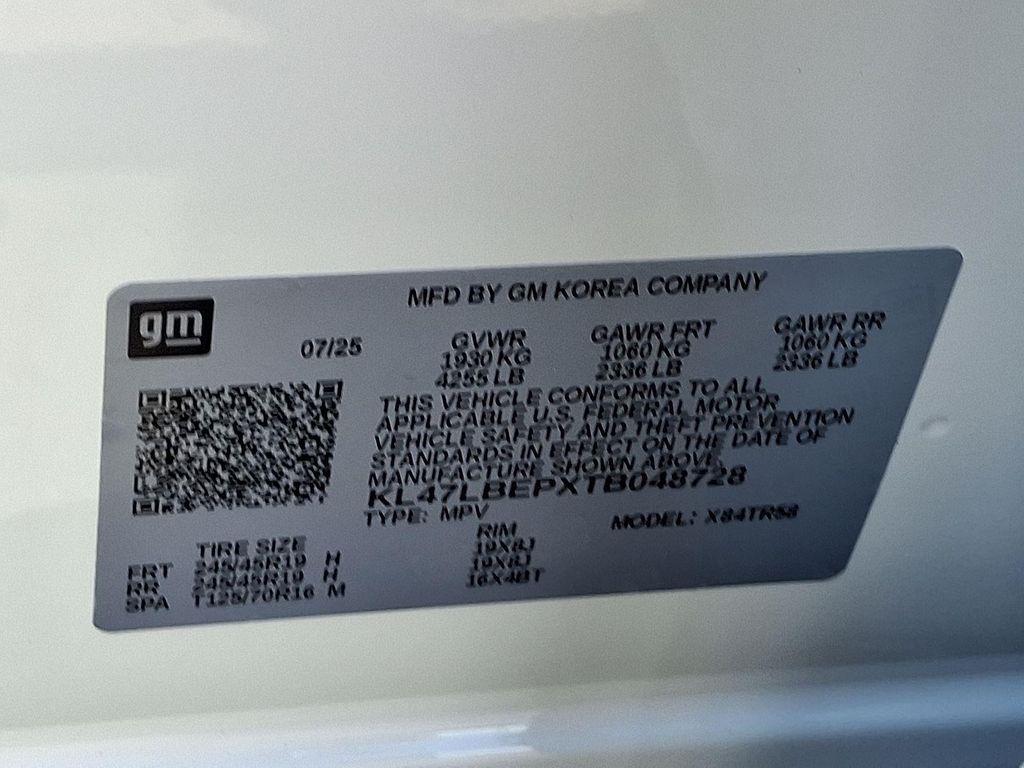 gm
MFD BY GM KOREA COMPANY
07/25
GVWR GAWR FRT GAWR RR
1930 KG 1060 KG 1060 KG
4255 LB 2336 LB 2336 LB
THIS VEHICLE CONFORMS TO ALL
APPLICABLE U.S. FEDERAL MOTOR
VEHICLE SAFETY AND THEFT PREVENTION
STANDARDS IN EFFECT ON THE DATE OF
MANUFACTURE SHOWN ABOVE.
KL47LBEPXTB048728
TYPE: MPV MODEL: X84TR58
TIRE SIZE RIM
FRT 245/45R19 H 19X8J
RR 245/45R19 H 19X8J
SPA T125/70R16 M 16X4BT